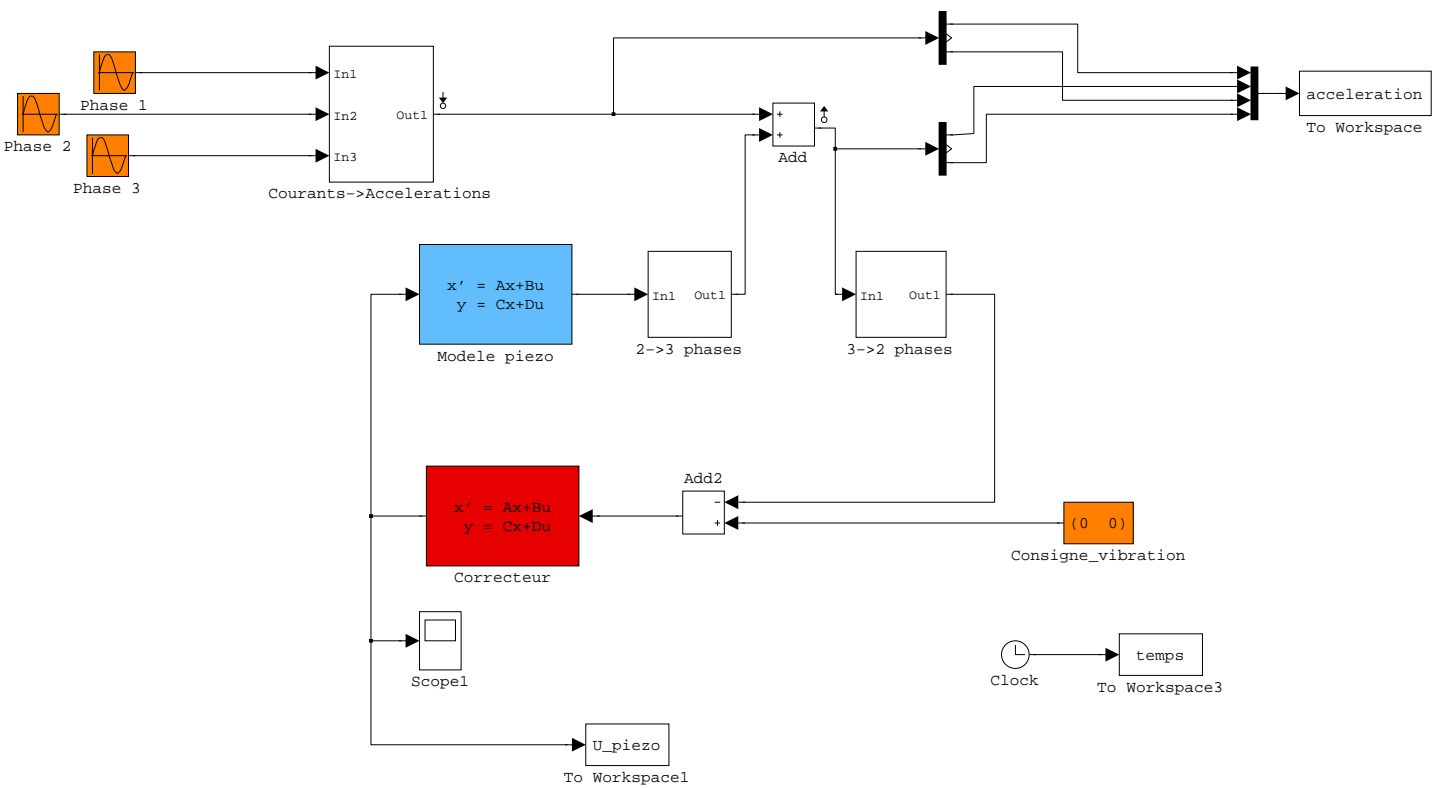 Phase 1
Phase 2
Phase 3
In1
In2
In3
Out1
Courants->Accelerations
+
+
Add
acceleration
To Workspace
x' = Ax+Bu
y = Cx+Du
Modele piezo
In1 Out1
2->3 phases
In1 Out1
3->2 phases
x' = Ax+Bu
y = Cx+Du
Correcteur
Add2
-
+
(0 0)
Consigne_vibration
Scope1
Clock
temps
To Workspace3
U_piezo
To Workspace1